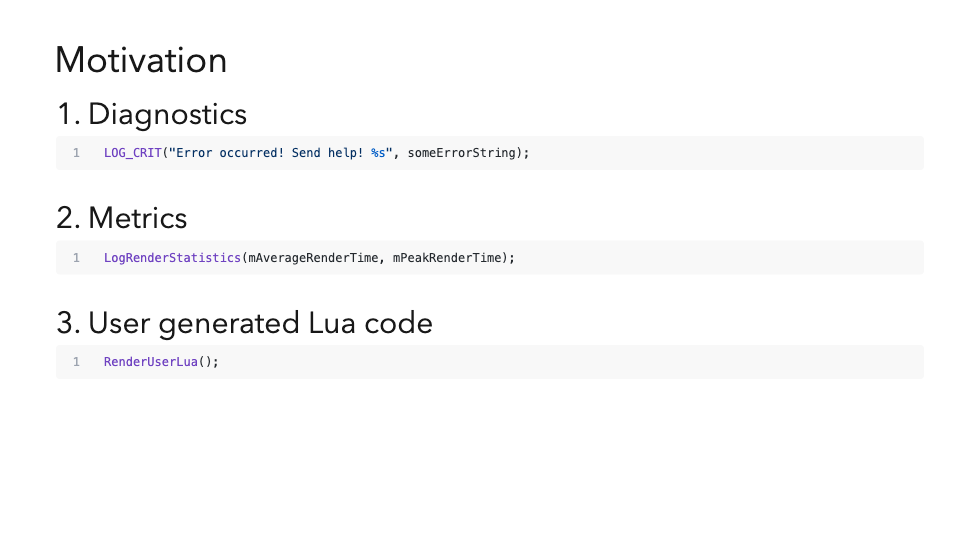 Motivation
1. Diagnostics
1 LOG_CRIT("Error occurred! Send help! %s", someErrorString);
2. Metrics
1 LogRenderStatistics(mAverageRenderTime, mPeakRenderTime);
3. User generated Lua code
1 RenderUserLua();